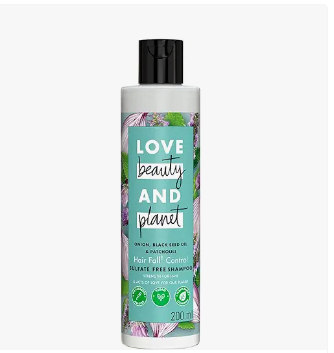 LOVE
beauty
AND
planet
ONION, BLACK SEED OIL
& PATCHOULI
Hair Fall† Control
SULFATE FREE SHAMPOO
200 ml